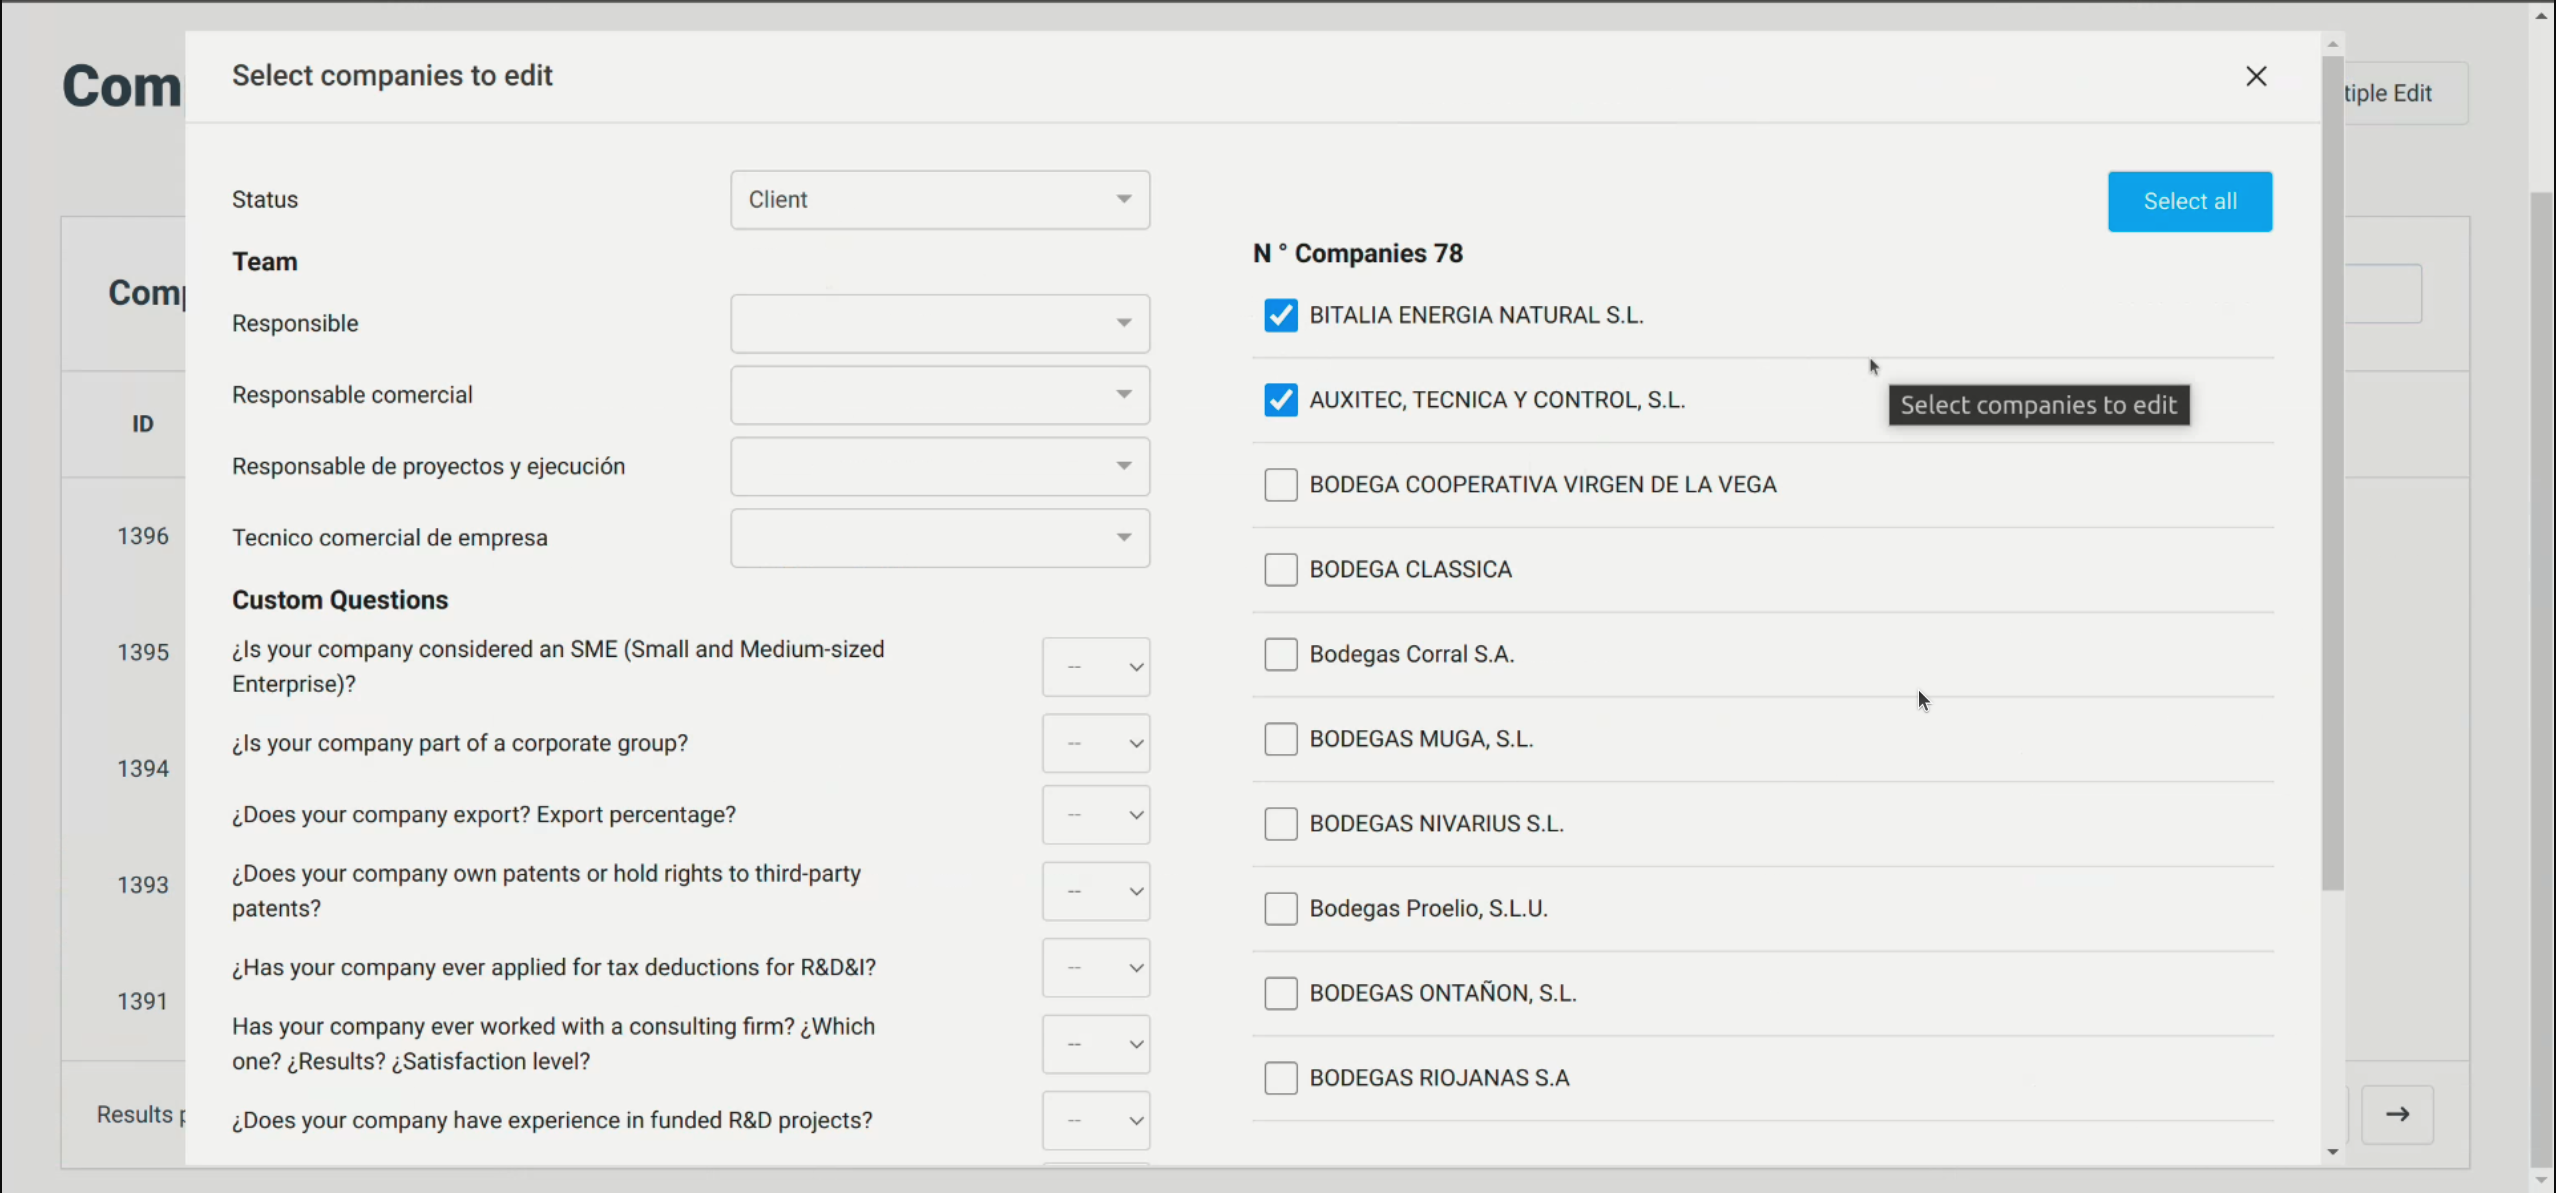 Com
Select companies to edit
tiple Edit
Status
Client
Select all
Team
N ° Companies 78
Responsible
BITALIA ENERGIA NATURAL S.L.
Comp
Responsable comercial
AUXITEC, TECNICA Y CONTROL, S.L.
Select companies to edit
ID
Responsable de proyectos y ejecución
BODEGA COOPERATIVA VIRGEN DE LA VEGA
1396
Tecnico comercial de empresa
BODEGA CLASSICA
Custom Questions
¿Is your company considered an SME (Small and Medium-sized
Enterprise)?
--
Bodegas Corral S.A.
1395
¿Is your company part of a corporate group?
--
BODEGAS MUGA, S.L.
1394
¿Does your company export? Export percentage?
--
BODEGAS NIVARIUS S.L.
¿Does your company own patents or hold rights to third-party
patents?
--
Bodegas Proelio, S.L.U.
1393
¿Has your company ever applied for tax deductions for R&D&I?
--
BODEGAS ONTAÑON, S.L.
1391
Has your company ever worked with a consulting firm? ¿Which
one? ¿Results? ¿Satisfaction level?
--
BODEGAS RIOJANAS S.A
Results p
¿Does your company have experience in funded R&D projects?
--